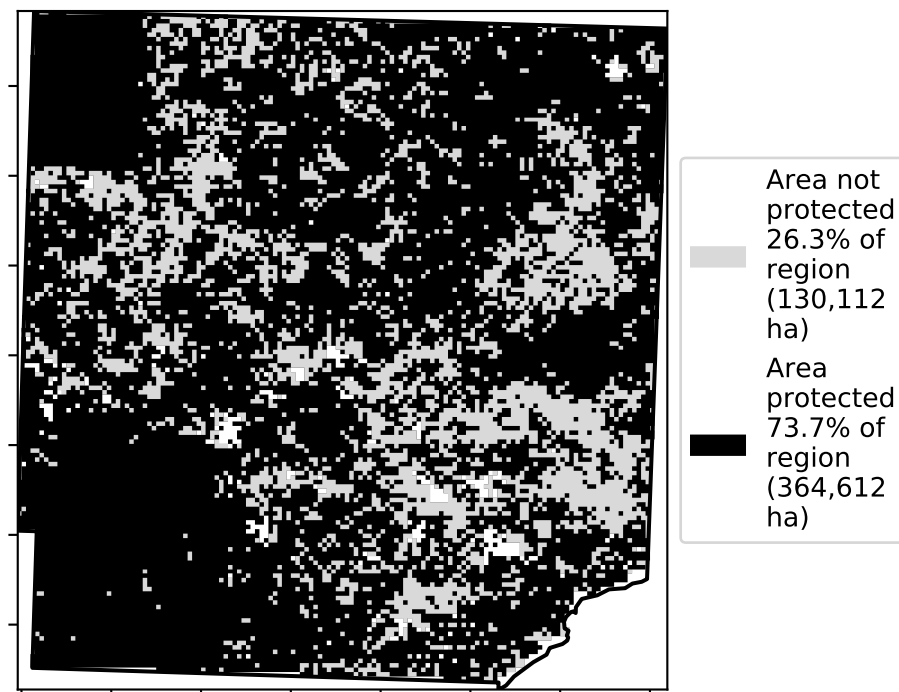 Area not
protected
26.3% of
region
(130,112
ha)
Area
protected
73.7% of
region
(364,612
ha)